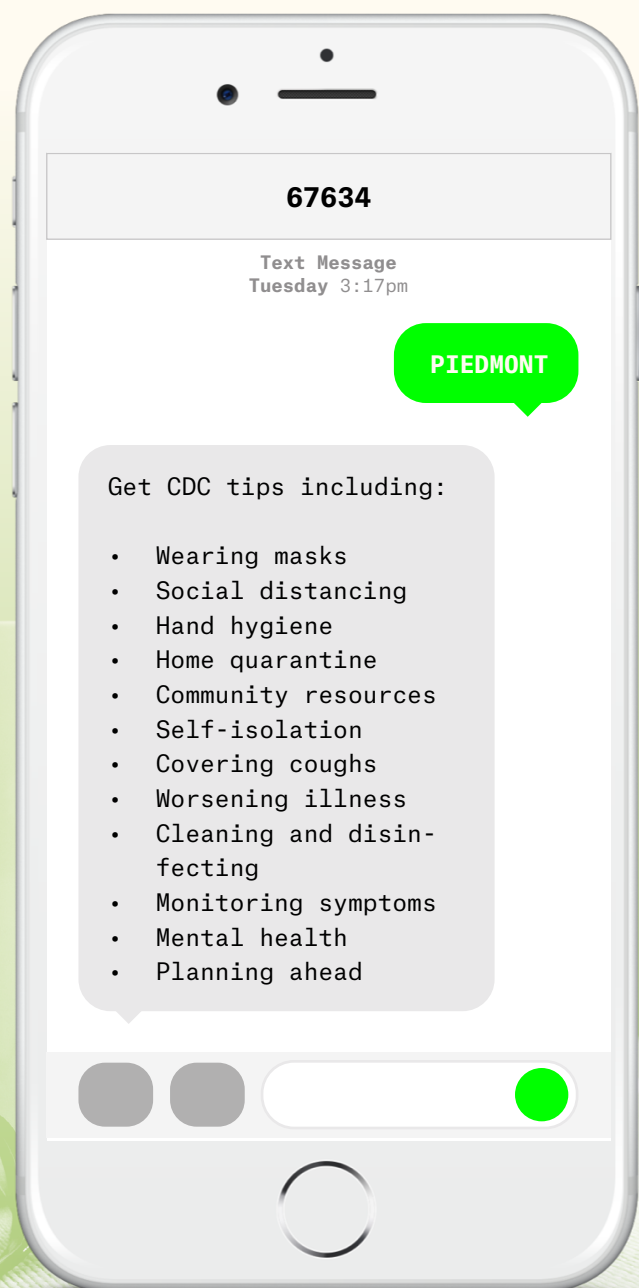 67634
Text Message
Tuesday 3:17pm
PIEDMONT
Get CDC tips including:
• Wearing masks
• Social distancing
• Hand hygiene
• Home quarantine
• Community resources
• Self-isolation
• Covering coughs
• Worsening illness
• Cleaning and disin-
fecting
• Monitoring symptoms
• Mental health
• Planning ahead